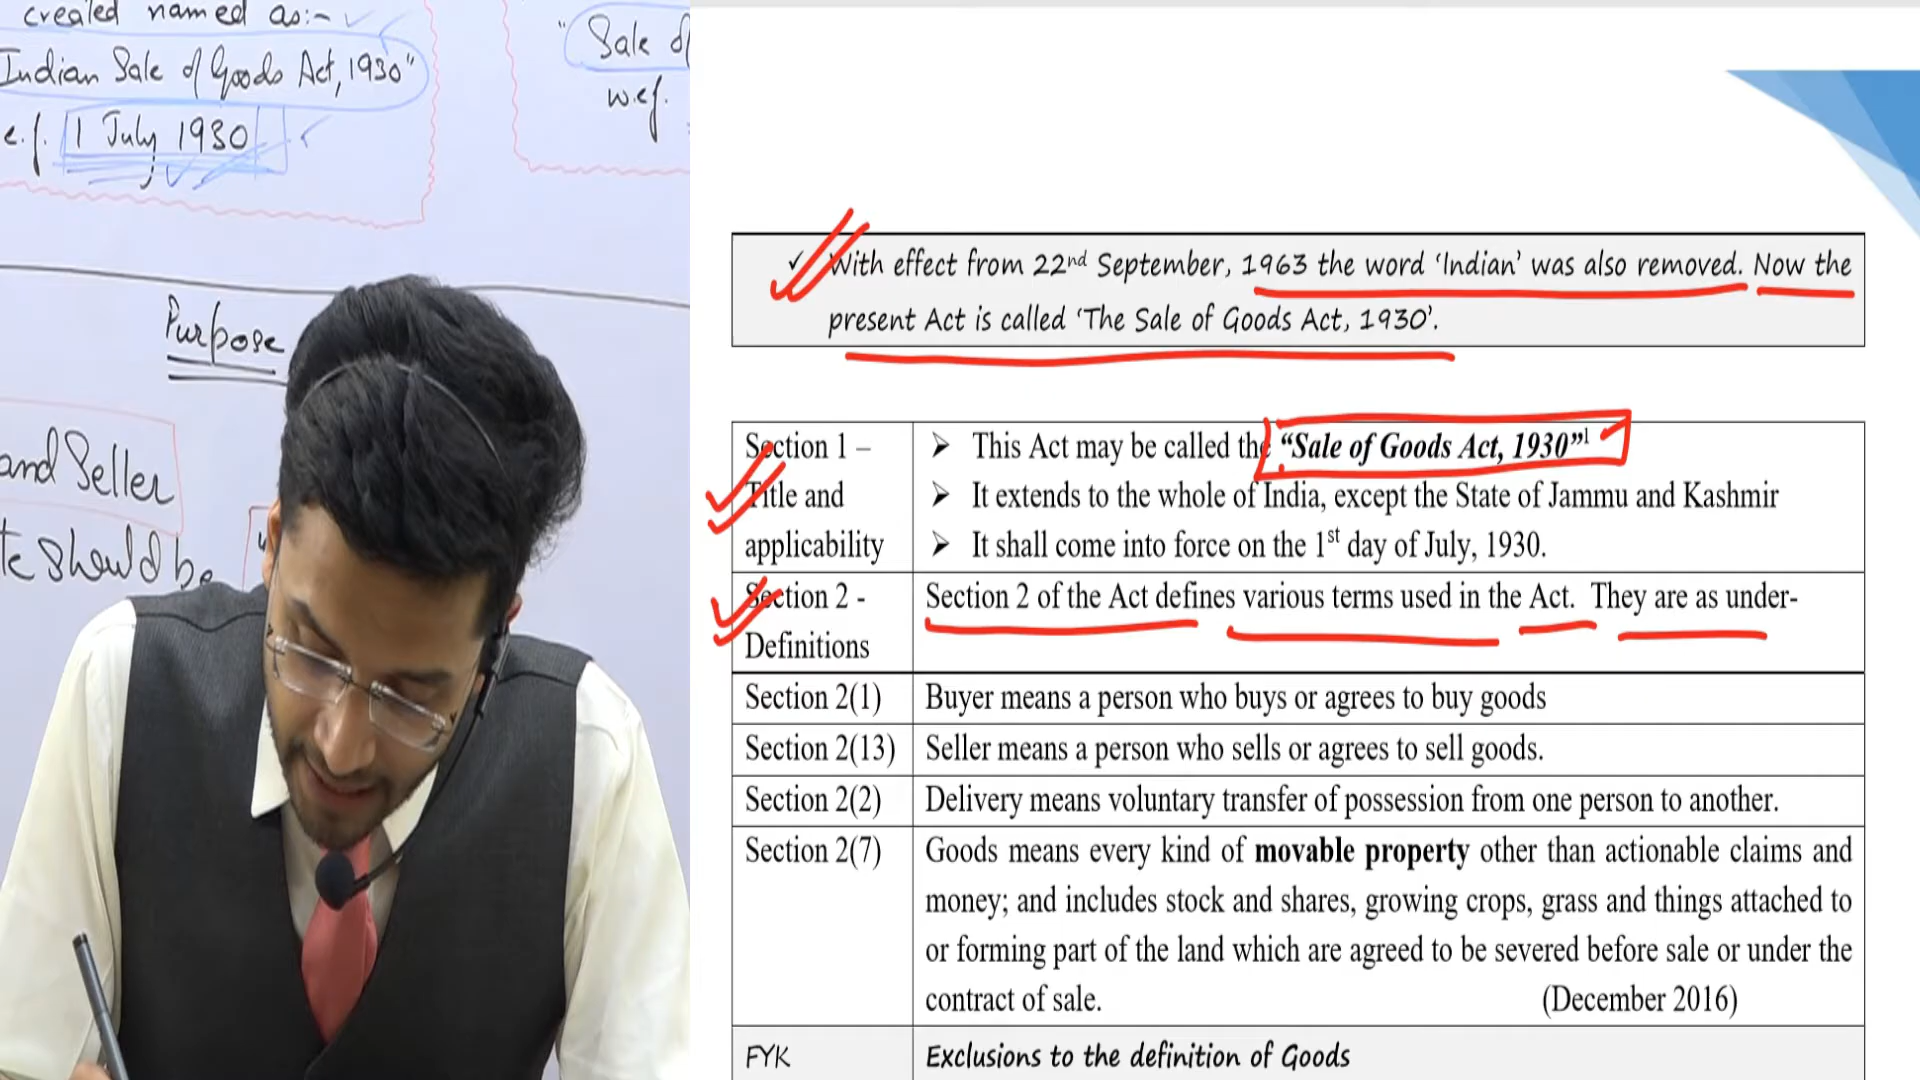 created named as:-
Indian Sale of Goods Act, 1930"
e.f. 1 July 1930
"Sale of
w.e.f.
Purpose
and Seller
should be
✓ With effect from 22nd September, 1963 the word ‘Indian’ was also removed. Now the
present Act is called ‘The Sale of Goods Act, 1930’.
Section 1 –
Title and
applicability
➢ This Act may be called the “Sale of Goods Act, 1930”1
➢ It extends to the whole of India, except the State of Jammu and Kashmir
➢ It shall come into force on the 1st day of July, 1930.
Section 2 -
Definitions
Section 2 of the Act defines various terms used in the Act. They are as under-
Section 2(1)
Buyer means a person who buys or agrees to buy goods
Section 2(13)
Seller means a person who sells or agrees to sell goods.
Section 2(2)
Delivery means voluntary transfer of possession from one person to another.
Section 2(7)
Goods means every kind of movable property other than actionable claims and
money; and includes stock and shares, growing crops, grass and things attached to
or forming part of the land which are agreed to be severed before sale or under the
contract of sale. (December 2016)
FYK
Exclusions to the definition of Goods